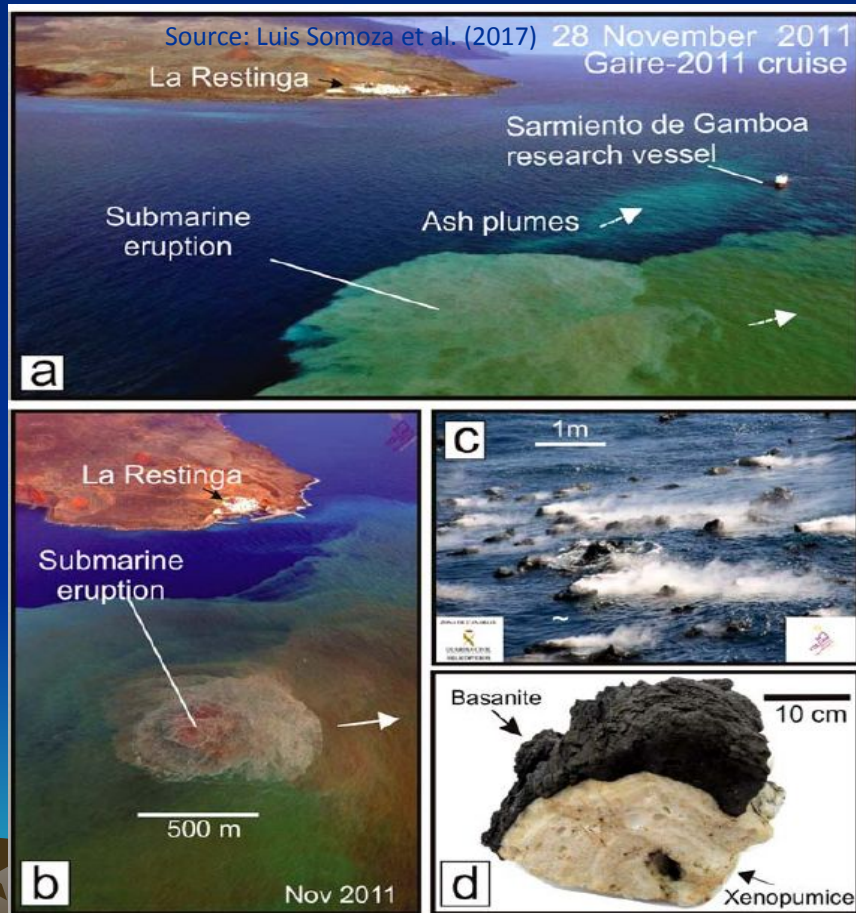 Source: Luis Somoza et al. (2017) 28 November 2011
Gaire-2011 cruise
La Restinga
Sarmiento de Gamboa
research vessel
Submarine
eruption
Ash plumes
a
La Restinga
Submarine
eruption
500 m
b
Nov 2011
c
1m
~
Basanite
10 cm
d
Xenopumice